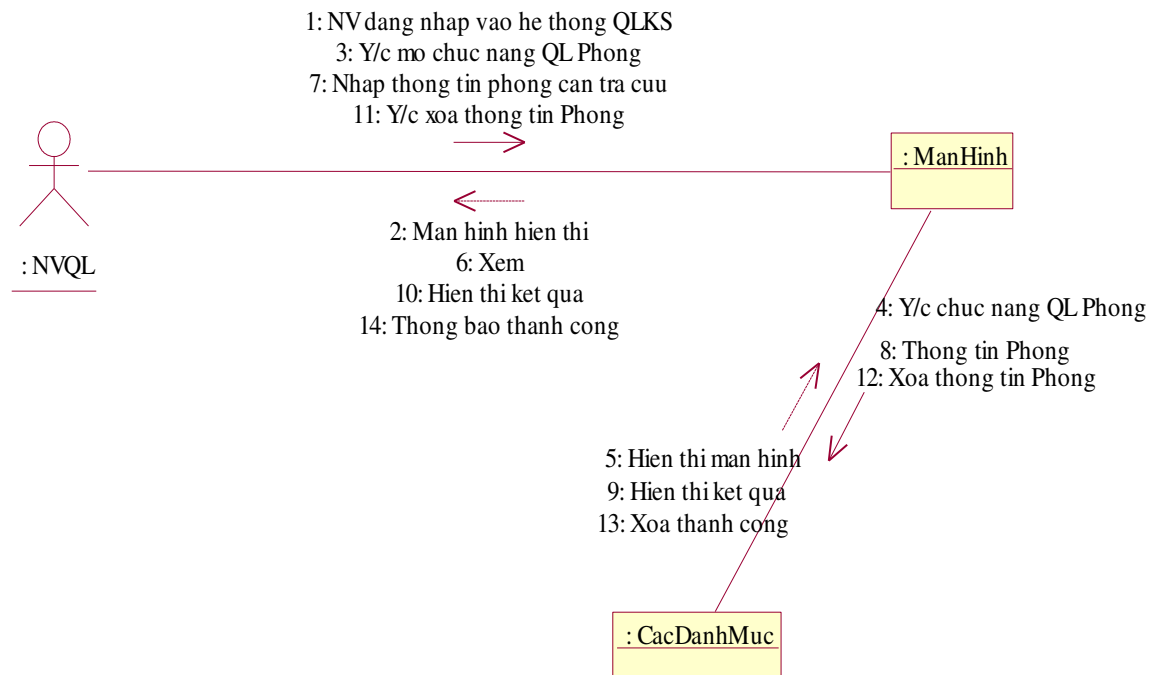 1: NV dang nhap vao he thong QLKS
3: Y/c mo chuc nang QL Phong
7: Nhap thong tin phong can tra cuu
11: Y/c xoa thong tin Phong
: ManHinh
2: Man hinh hien thi
: NVQL
6: Xem
10: Hien thi ket qua
14: Thong bao thanh cong
4: Y/c chuc nang QL Phong
8: Thong tin Phong
12: Xoa thong tin Phong
5: Hien thi man hinh
9: Hien thi ket qua
13: Xoa thanh cong
: CacDanhMuc